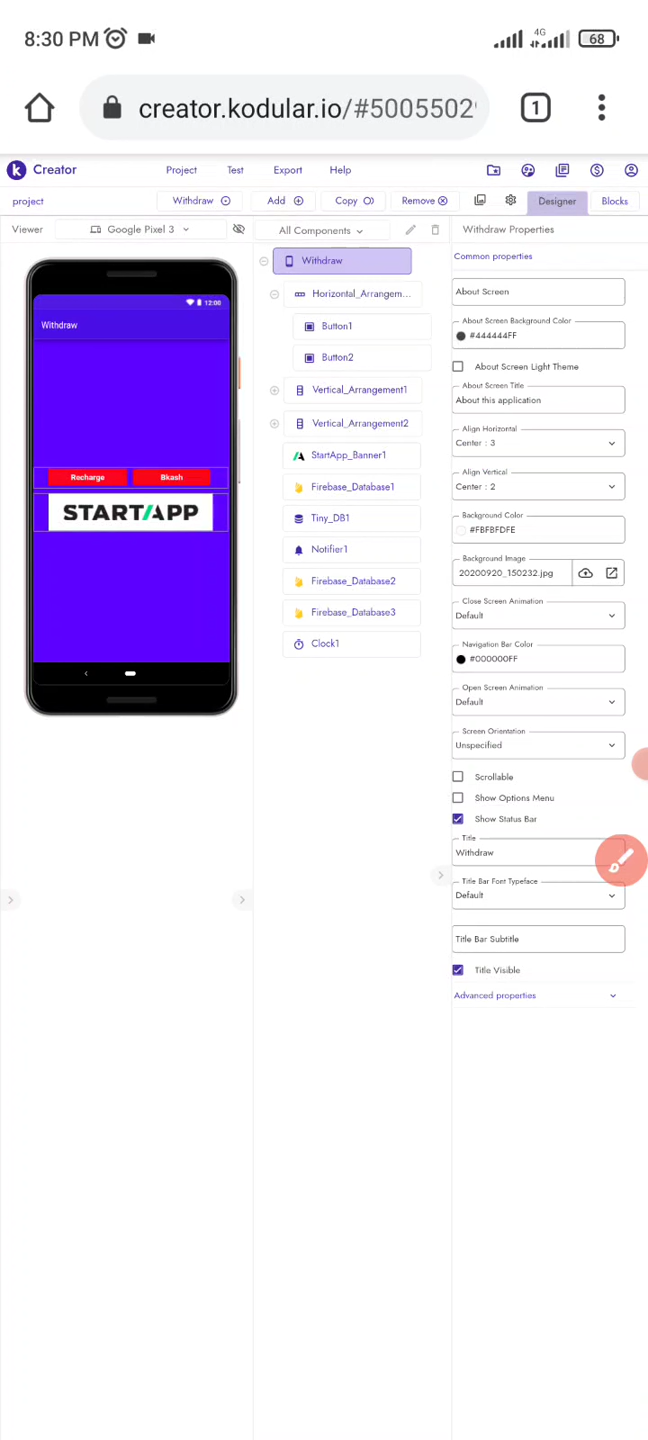 8:30 PM
4G
68
creator.kodular.io/#5005502
Creator
Project
Test
Export
Help
project
Withdraw
Add
Copy
Remove
Designer
Blocks
Viewer
Google Pixel 3
All Components
Withdraw Properties
Common properties
12:00
Withdraw
Recharge
Bkash
STARTAPP
Withdraw
Horizontal_Arrangem...
Button1
Button2
Vertical_Arrangement1
Vertical_Arrangement2
StartApp_Banner1
Firebase_Database1
Tiny_DB1
Notifier1
Firebase_Database2
Firebase_Database3
Clock1
About Screen
About Screen Background Color
#444444FF
About Screen Light Theme
About Screen Title
About this application
Align Horizontal
Center : 3
Align Vertical
Center : 2
Background Color
#FBFBFDFE
Background Image
20200920_150232.jpg
Close Screen Animation
Default
Navigation Bar Color
#000000FF
Open Screen Animation
Default
Screen Orientation
Unspecified
Scrollable
Show Options Menu
Show Status Bar
Title
Withdraw
Title Bar Font Typeface
Default
Title Bar Subtitle
Title Visible
Advanced properties